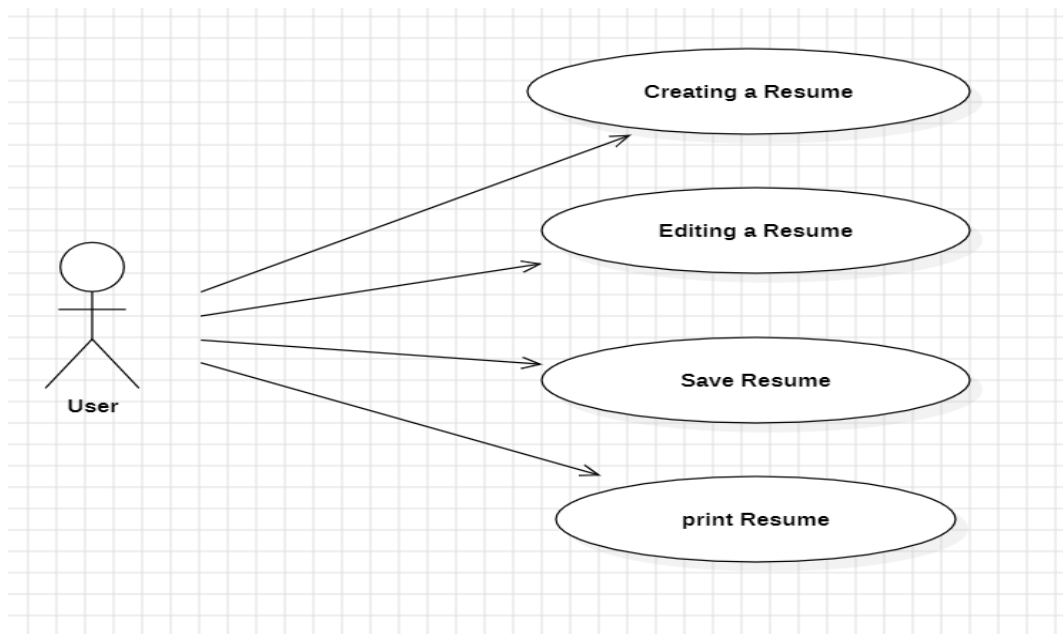 Creating a Resume
Editing a Resume
User
Save Resume
print Resume